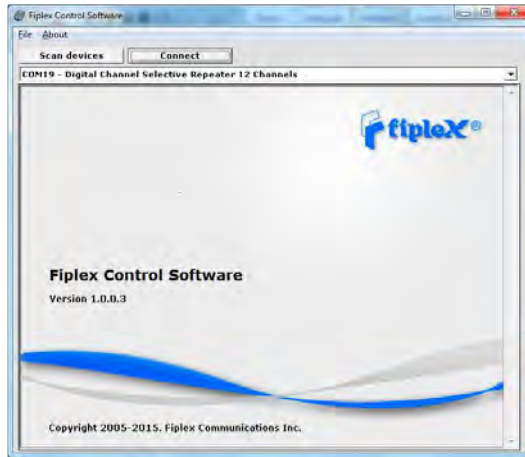 Fiplex Control Software
File About
Scan devices Connect
COM19 - Digital Channel Selective Repeater 12 Channels
fiplex®
Fiplex Control Software
Version 1.0.0.3
Copyright 2005-2015. Fiplex Communications Inc.